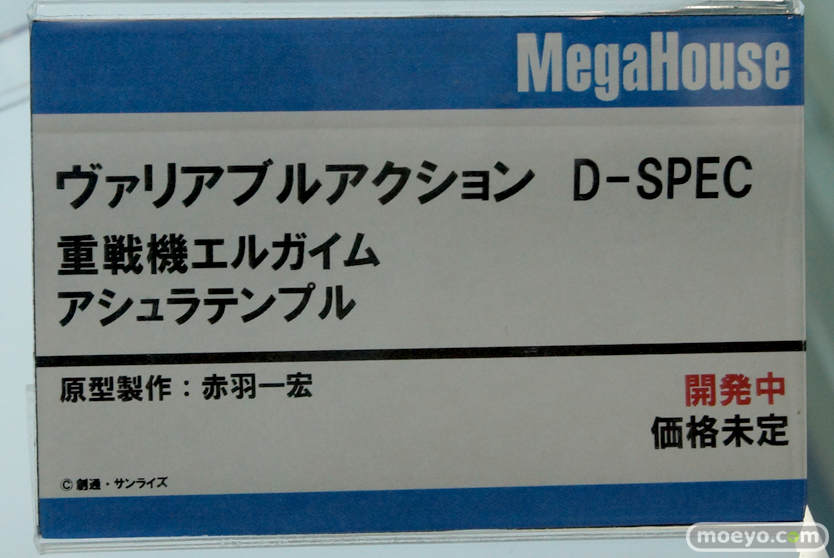 MegaHouse
ヴァリアブルアクション D-SPEC
重戦機エルガイム
アシュラテンプル
原型製作：赤羽一宏
開発中
価格未定
© 創通・サンライズ
moeyo.com